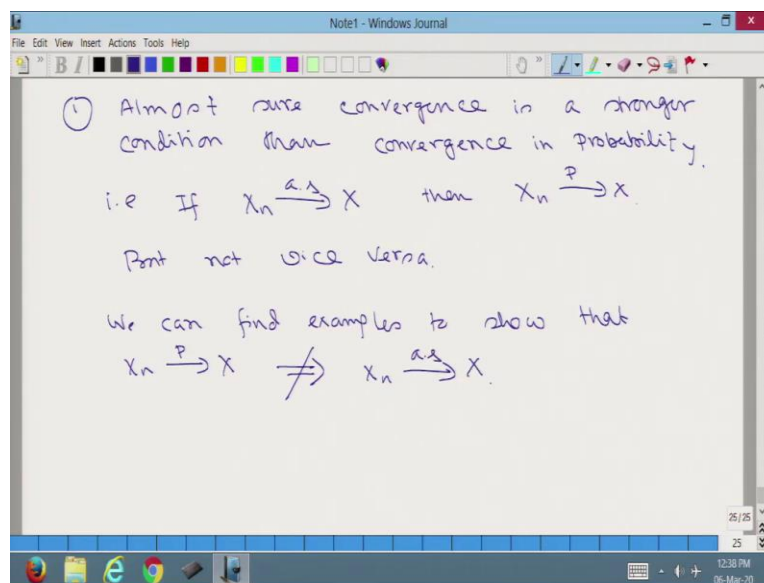 Note1 - Windows Journal
File Edit View Insert Actions Tools Help
B I
① Almost sure convergence is a stronger
condition than convergence in Probability.
i.e If Xn a.s→ X then Xn P→ X.
But not vice versa.
We can find examples to show that
Xn P→ X ⇏ Xn a.s→ X.
25/25
25
12:38 PM
06-Mar-20